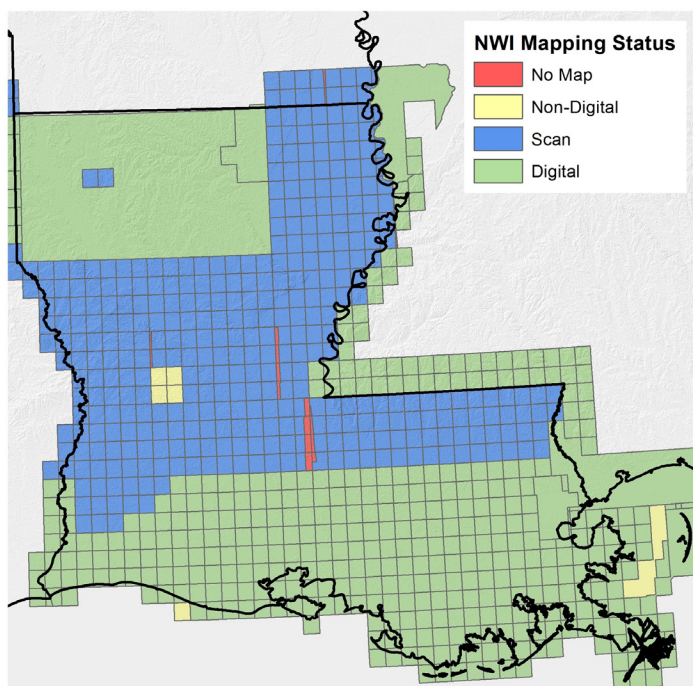 NWI Mapping Status
No Map
Non-Digital
Scan
Digital